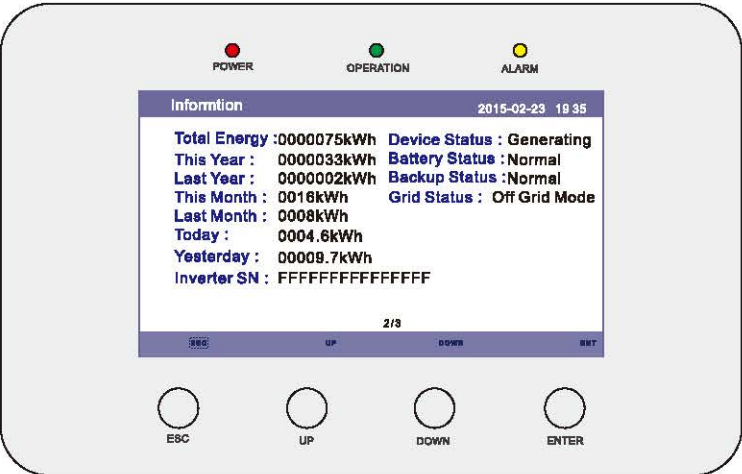 POWER OPERATION ALARM
Informtion 2015-02-23 19 35
Total Energy :0000075kWh Device Status : Generating
This Year : 0000033kWh Battery Status : Normal
Last Year : 0000002kWh Backup Status :Normal
This Month : 0016kWh Grid Status : Off Grid Mode
Last Month : 0008kWh
Today : 0004.6kWh
Yesterday : 00009.7kWh
Inverter SN : FFFFFFFFFFFFFFF
2/3
ESC UP DOWN ENT
ESC UP DOWN ENTER